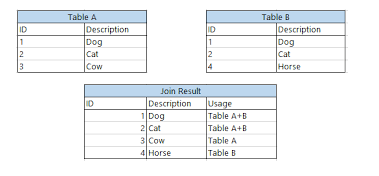 Table A
ID Description
1 Dog
2 Cat
3 Cow
Table B
ID Description
1 Dog
2 Cat
4 Horse
Join Result
ID Description Usage
1 Dog Table A+B
2 Cat Table A+B
3 Cow Table A
4 Horse Table B